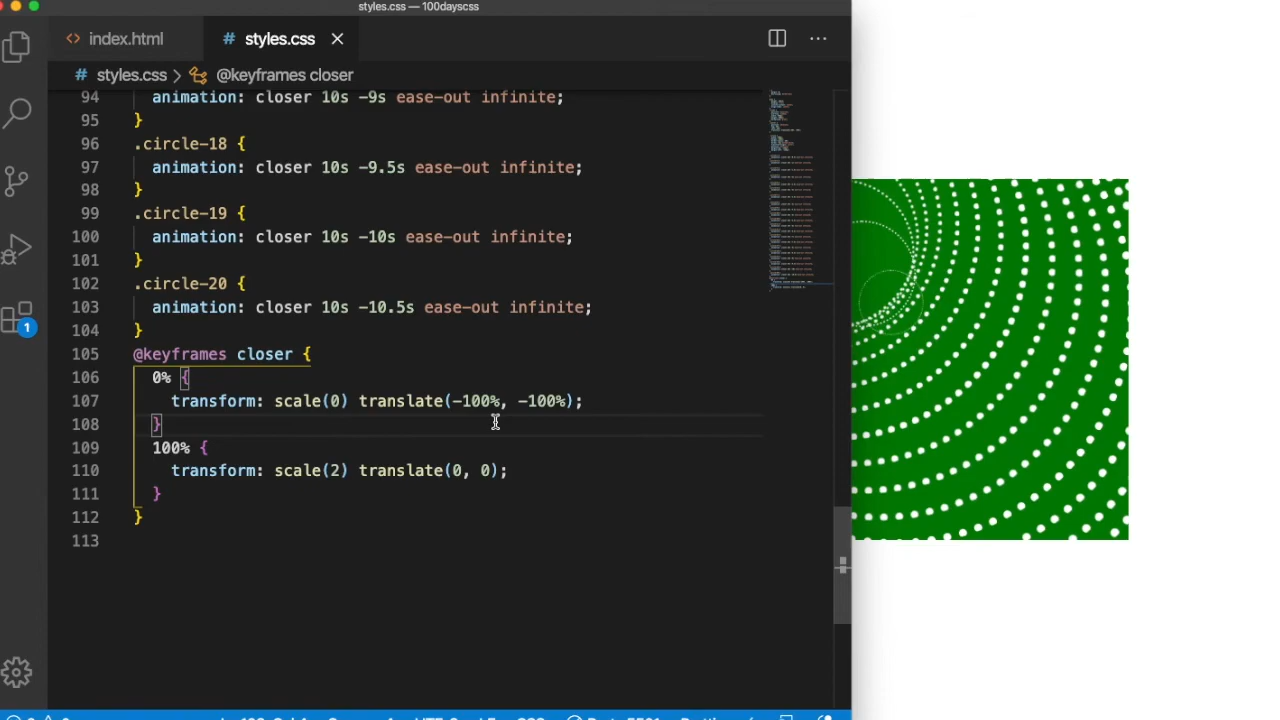 styles.css — 100dayscss
index.html
# styles.css
# styles.css > @keyframes closer
94 animation: closer 10s -9s ease-out infinite;
95 }
96 .circle-18 {
97 animation: closer 10s -9.5s ease-out infinite;
98 }
99 .circle-19 {
100 animation: closer 10s -10s ease-out infinite;
101 }
102 .circle-20 {
103 animation: closer 10s -10.5s ease-out infinite;
104 }
105 @keyframes closer {
106 0% {
107 transform: scale(0) translate(-100%, -100%);
108 }
109 100% {
110 transform: scale(2) translate(0, 0);
111 }
112 }
113
1